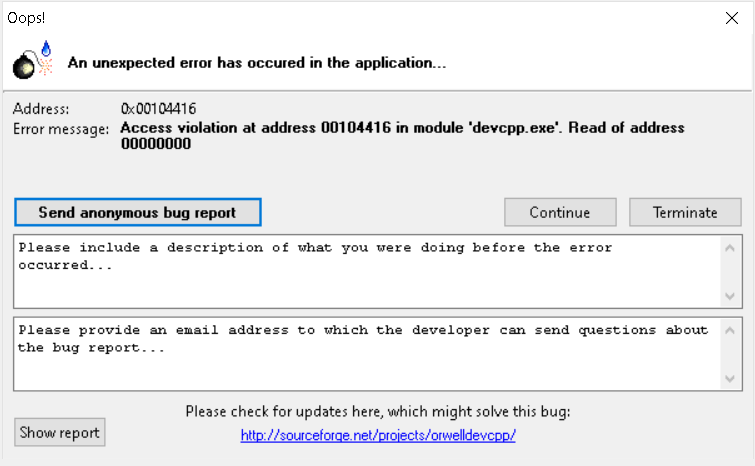 Oops!
An unexpected error has occured in the application...
Address: 0x00104416
Error message: Access violation at address 00104416 in module 'devcpp.exe'. Read of address
00000000
Send anonymous bug report
Continue
Terminate
Please include a description of what you were doing before the error
occurred...
Please provide an email address to which the developer can send questions about
the bug report...
Please check for updates here, which might solve this bug:
Show report
http://sourceforge.net/projects/orwelldevcpp/